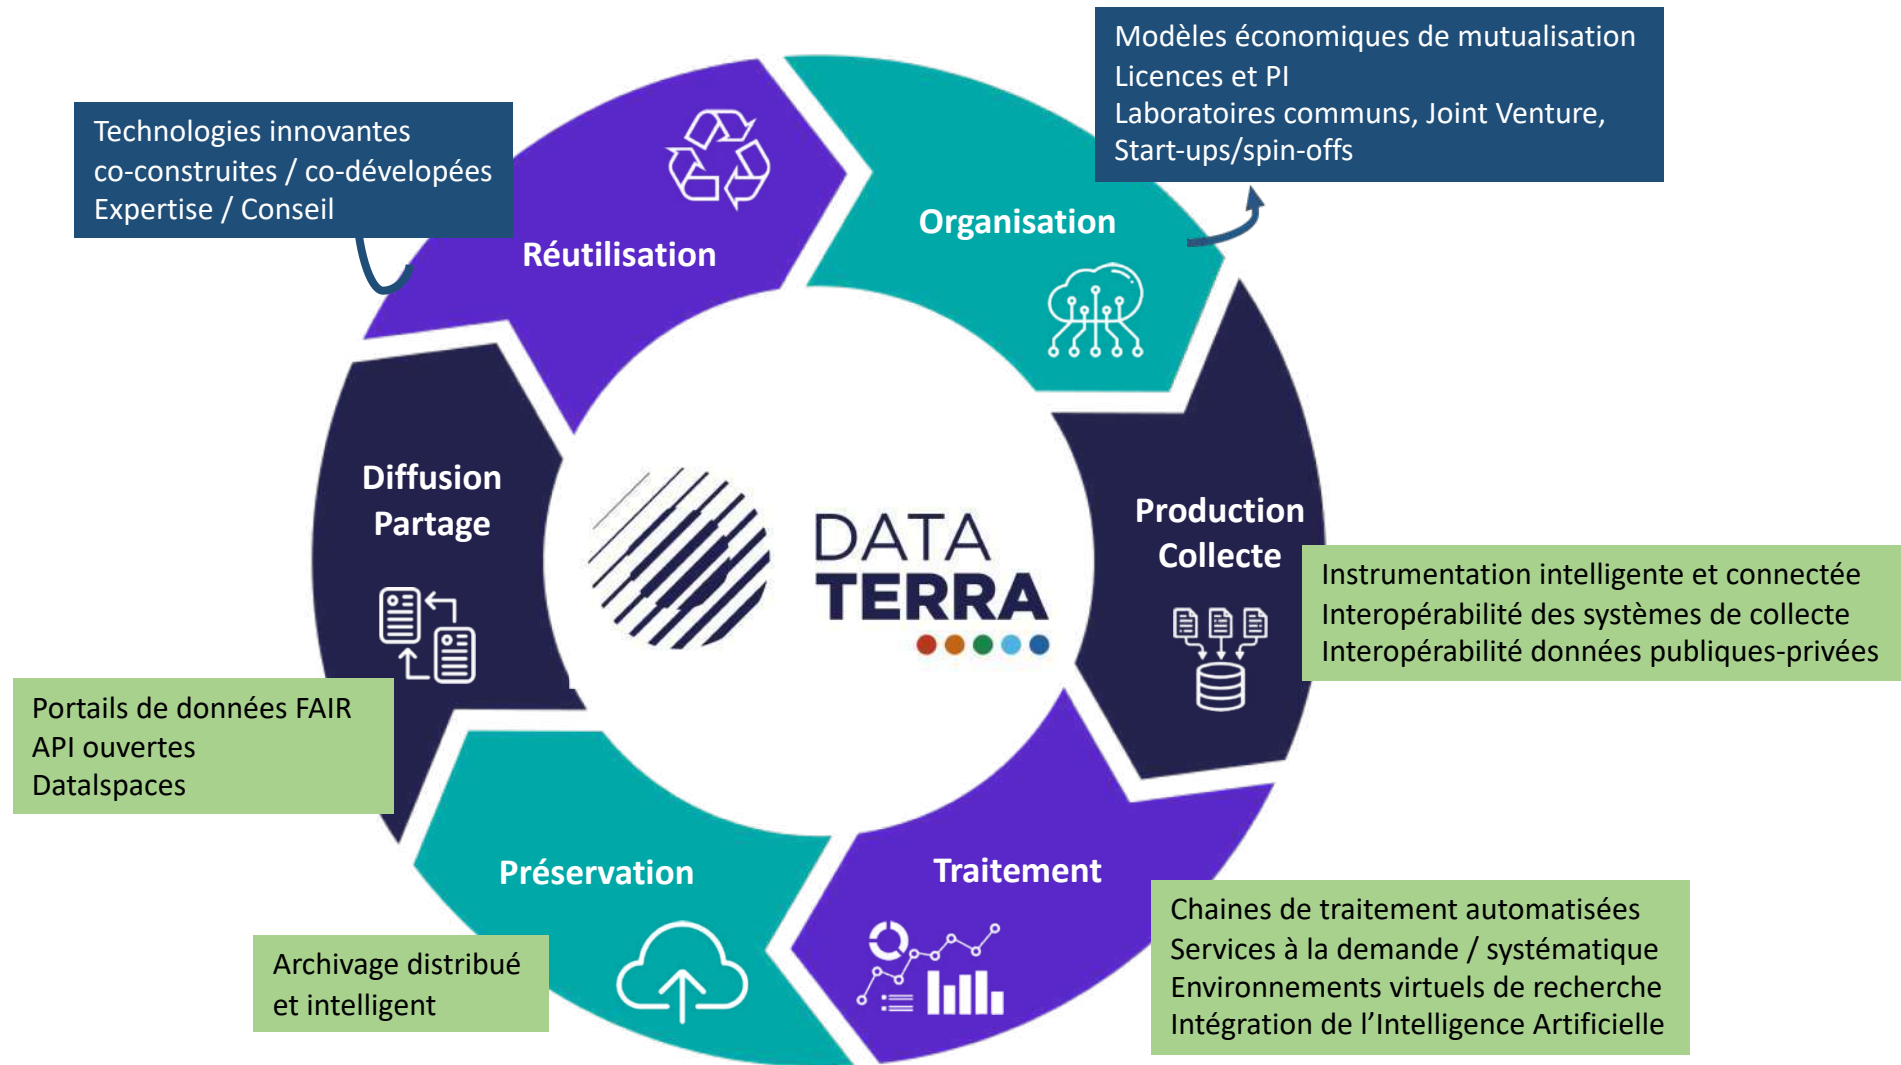 Modèles économiques de mutualisation
Licences et PI
Laboratoires communs, Joint Venture,
Start-ups/spin-offs
Technologies innovantes
co-construites / co-dévelopées
Expertise / Conseil
Réutilisation
Organisation
Diffusion
Partage
DATA
TERRA
Production
Collecte
Instrumentation intelligente et connectée
Interopérabilité des systèmes de collecte
Interopérabilité données publiques-privées
Portails de données FAIR
API ouvertes
Datalspaces
Préservation
Traitement
Archivage distribué
et intelligent
Chaines de traitement automatisées
Services à la demande / systématique
Environnements virtuels de recherche
Intégration de l’Intelligence Artificielle